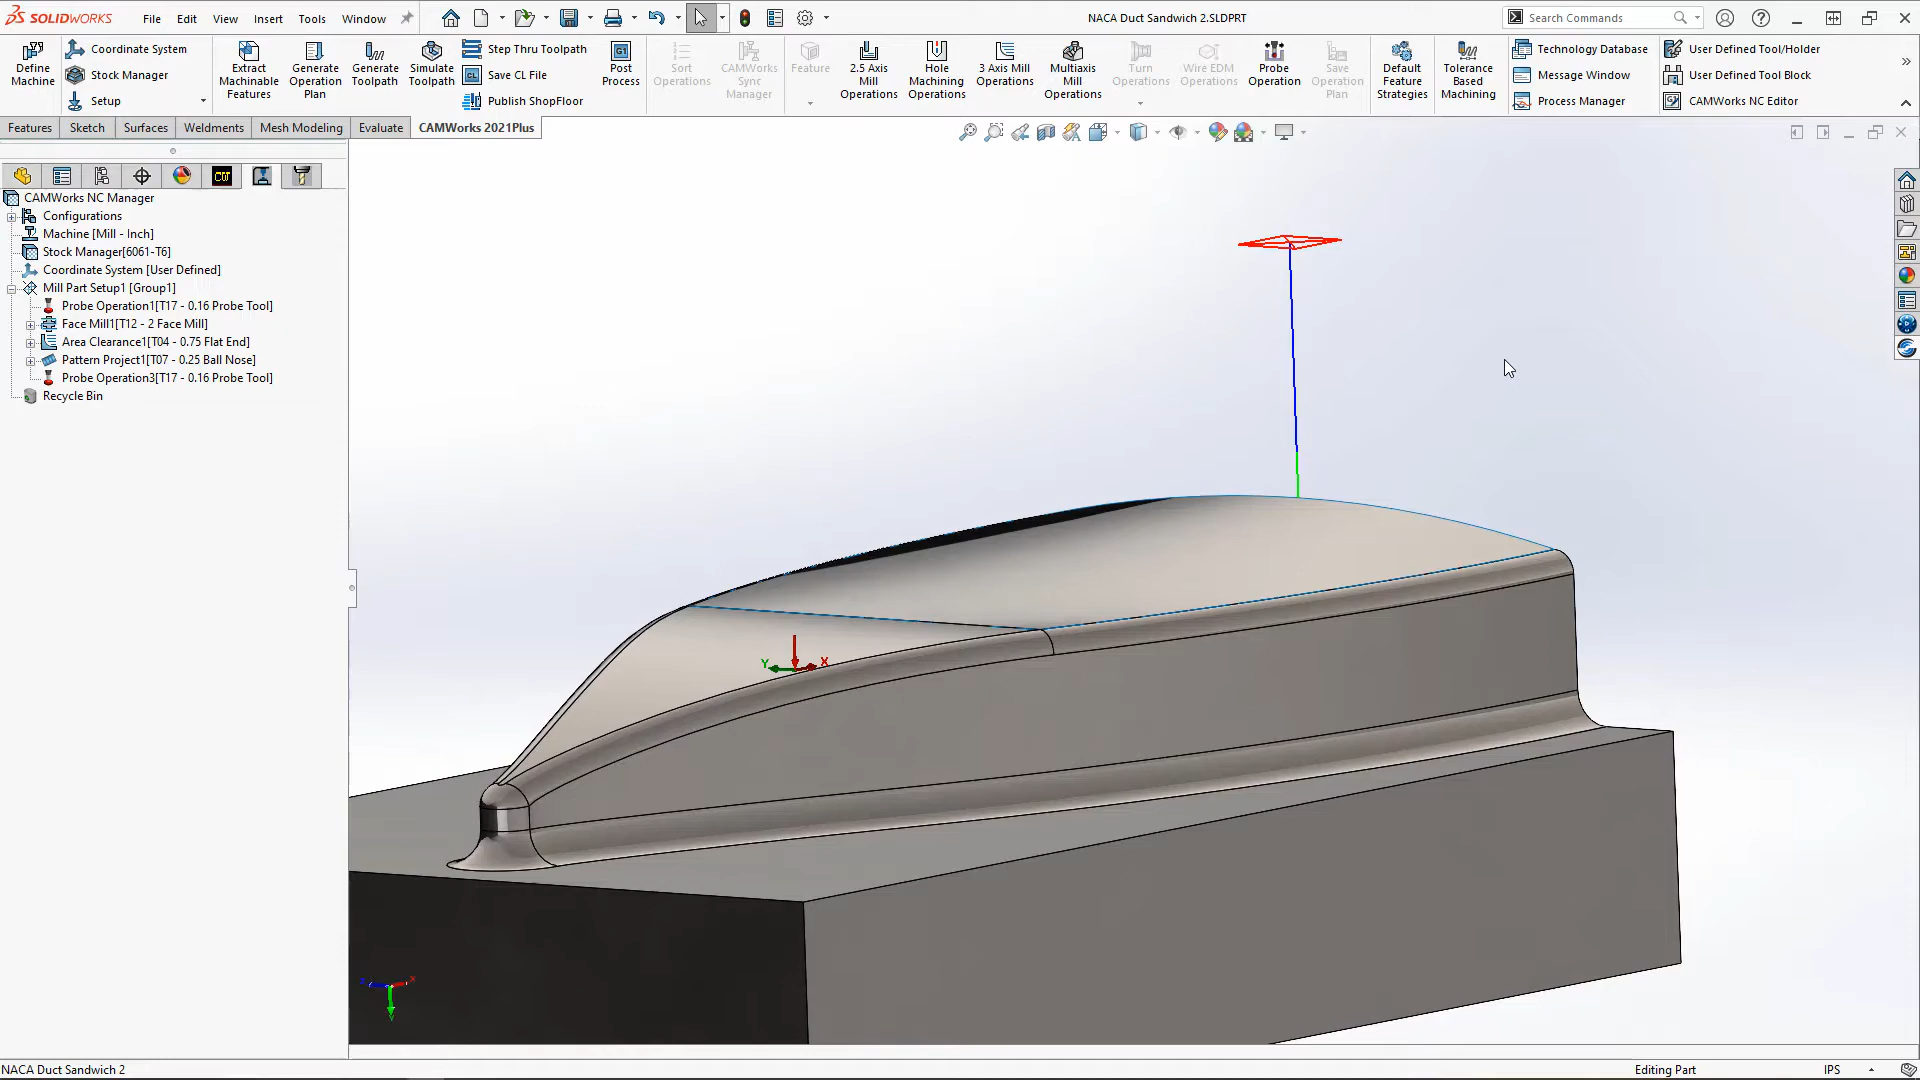 SOLIDWORKS File Edit View Insert Tools Window NACA Duct Sandwich 2.SLDPRT Search Commands
Define Machine
Coordinate System
Stock Manager
Setup
Extract Machinable Features
Generate Operation Plan
Generate Toolpath
Simulate Toolpath
Step Thru Toolpath
Save CL File
Publish ShopFloor
Post Process
Sort Operations
CAMWorks Sync Manager
Feature
2.5 Axis Mill Operations
Hole Machining Operations
3 Axis Mill Operations
Multiaxis Mill Operations
Turn Operations
Wire EDM Operations
Probe Operation
Save Operation Plan
Default Feature Strategies
Tolerance Based Machining
Technology Database
Message Window
Process Manager
User Defined Tool/Holder
User Defined Tool Block
CAMWorks NC Editor
Features Sketch Surfaces Weldments Mesh Modeling Evaluate CAMWorks 2021Plus
CAMWorks NC Manager
Configurations
Machine [Mill - Inch]
Stock Manager[6061-T6]
Coordinate System [User Defined]
Mill Part Setup1 [Group1]
Probe Operation1[T17 - 0.16 Probe Tool]
Face Mill1[T12 - 2 Face Mill]
Area Clearance1[T04 - 0.75 Flat End]
Pattern Project1[T07 - 0.25 Ball Nose]
Probe Operation3[T17 - 0.16 Probe Tool]
Recycle Bin
Y X
NACA Duct Sandwich 2 Editing Part IPS